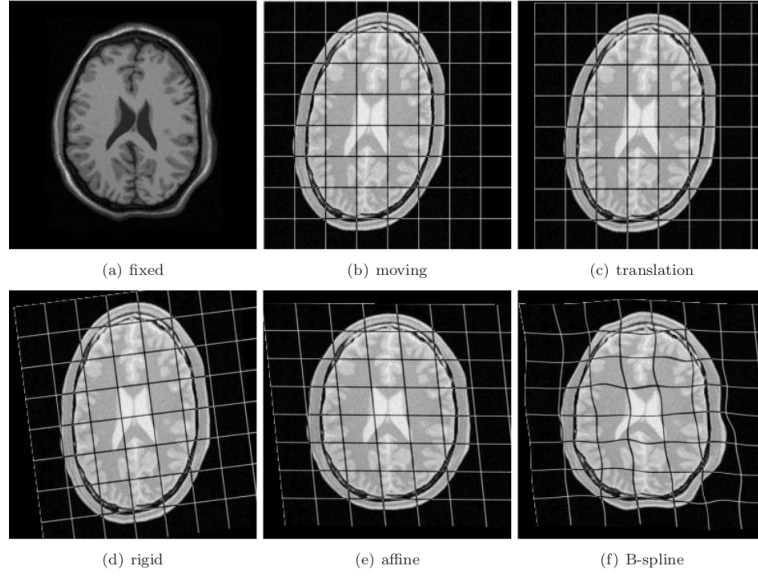 (a) fixed
(b) moving
(c) translation
(d) rigid
(e) affine
(f) B-spline